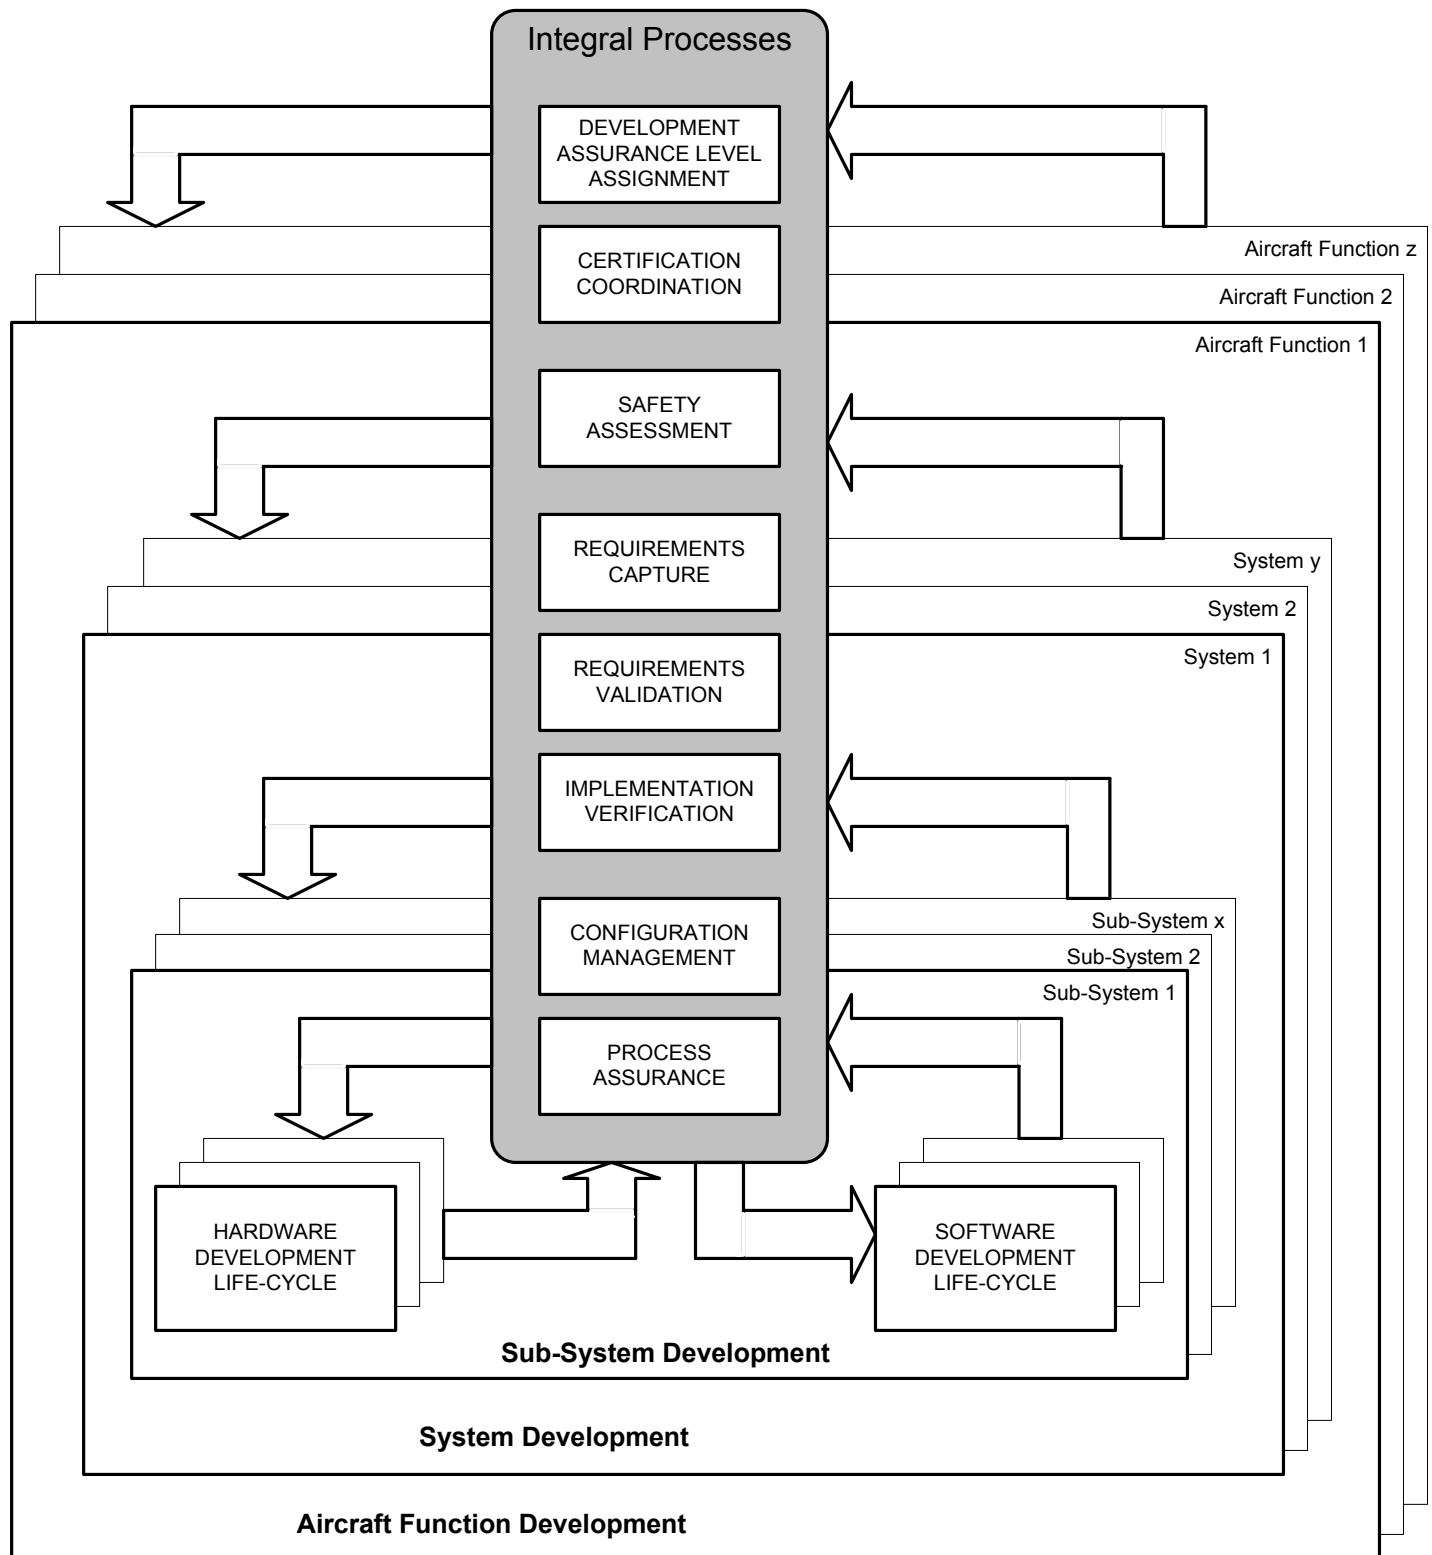 Integral Processes
DEVELOPMENT
ASSURANCE LEVEL
ASSIGNMENT
CERTIFICATION
COORDINATION
Aircraft Function z
Aircraft Function 2
Aircraft Function 1
SAFETY
ASSESSMENT
REQUIREMENTS
CAPTURE
System y
System 2
System 1
REQUIREMENTS
VALIDATION
IMPLEMENTATION
VERIFICATION
CONFIGURATION
MANAGEMENT
Sub-System x
Sub-System 2
Sub-System 1
PROCESS
ASSURANCE
HARDWARE
DEVELOPMENT
LIFE-CYCLE
SOFTWARE
DEVELOPMENT
LIFE-CYCLE
Sub-System Development
System Development
Aircraft Function Development